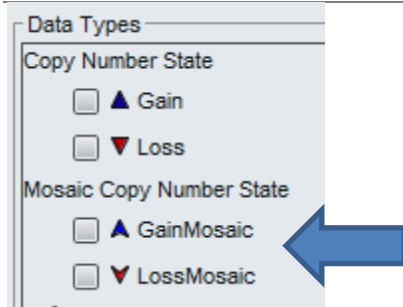 Data Types
Copy Number State
Gain
Loss
Mosaic Copy Number State
GainMosaic
LossMosaic